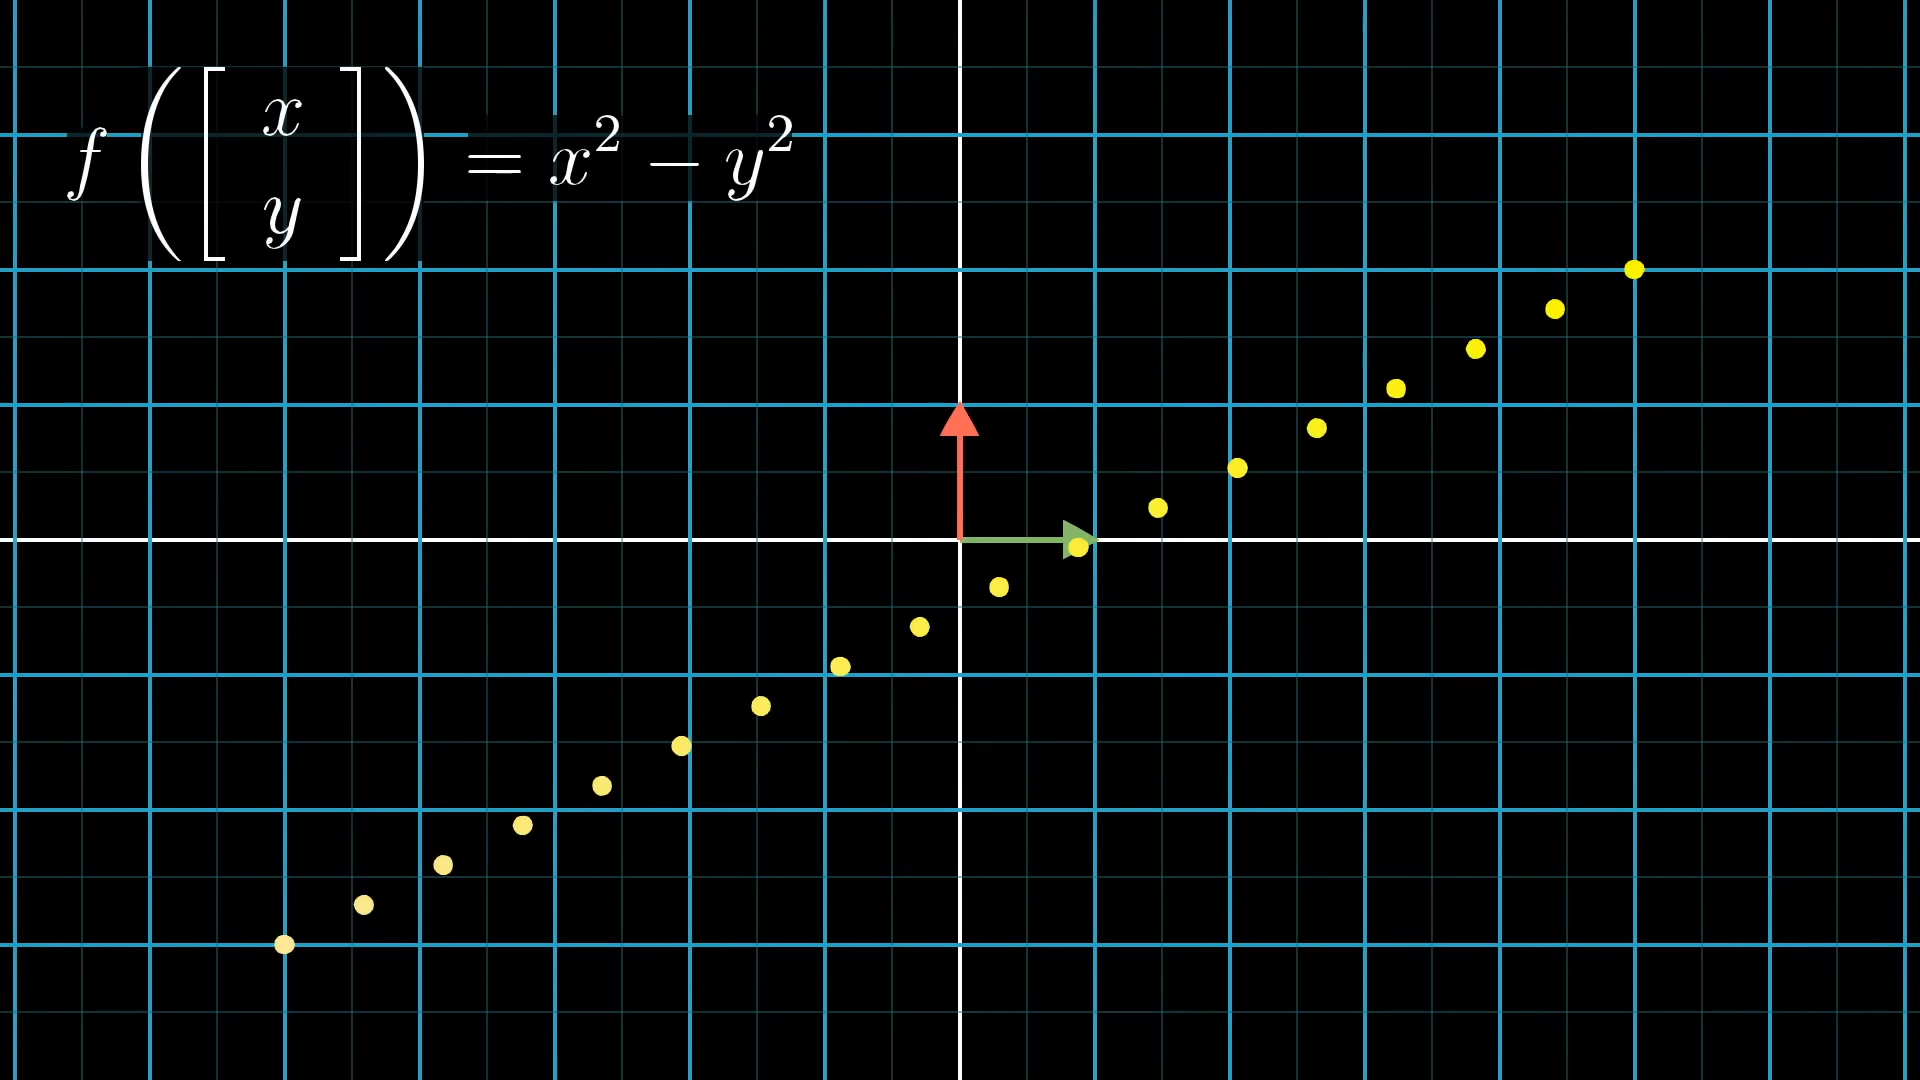 f([x y]) = x² − y²